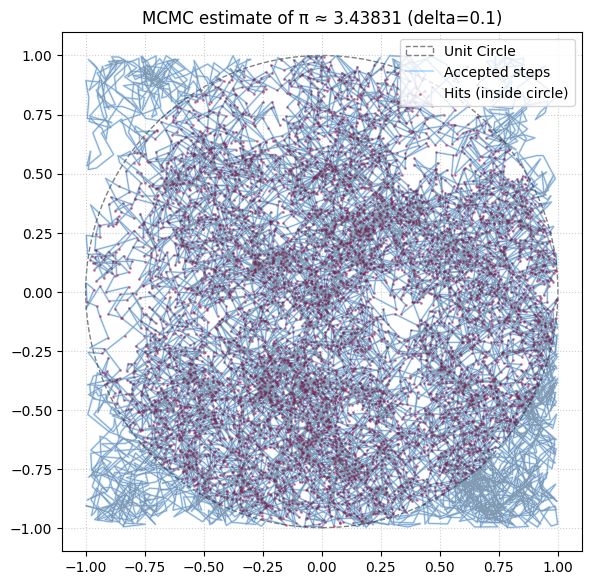 MCMC estimate of π ≈ 3.43831 (delta=0.1)
Unit Circle
Accepted steps
Hits (inside circle)
1.00
0.75
0.50
0.25
0.00
−0.25
−0.50
−0.75
−1.00
−1.00 −0.75 −0.50 −0.25 0.00 0.25 0.50 0.75 1.00